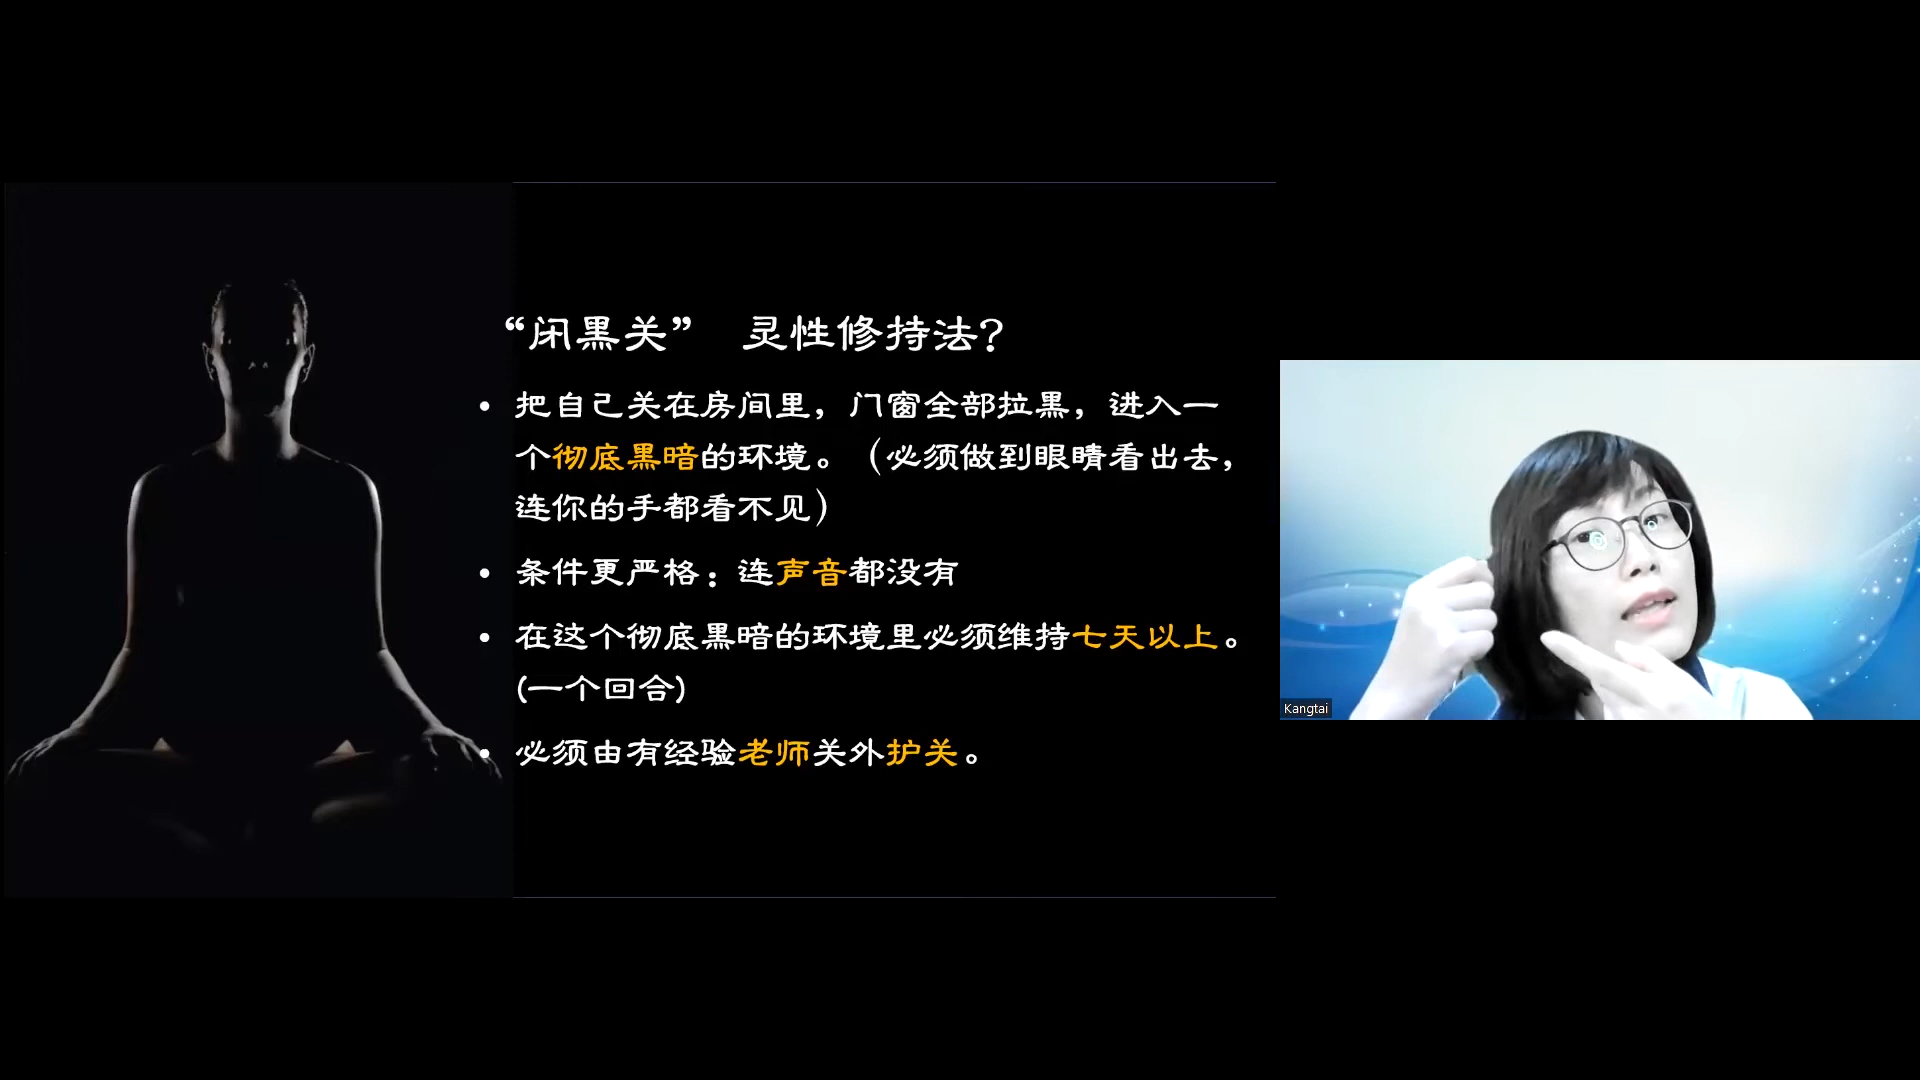 “闭黑关” 灵性修持法?
• 把自己关在房间里，门窗全部拉黑，进入一
个彻底黑暗的环境。（必须做到眼睛看出去，
连你的手都看不见）
• 条件更严格：连声音都没有
• 在这个彻底黑暗的环境里必须维持七天以上。
(一个回合)
• 必须由有经验老师关外护关。
Kangtai